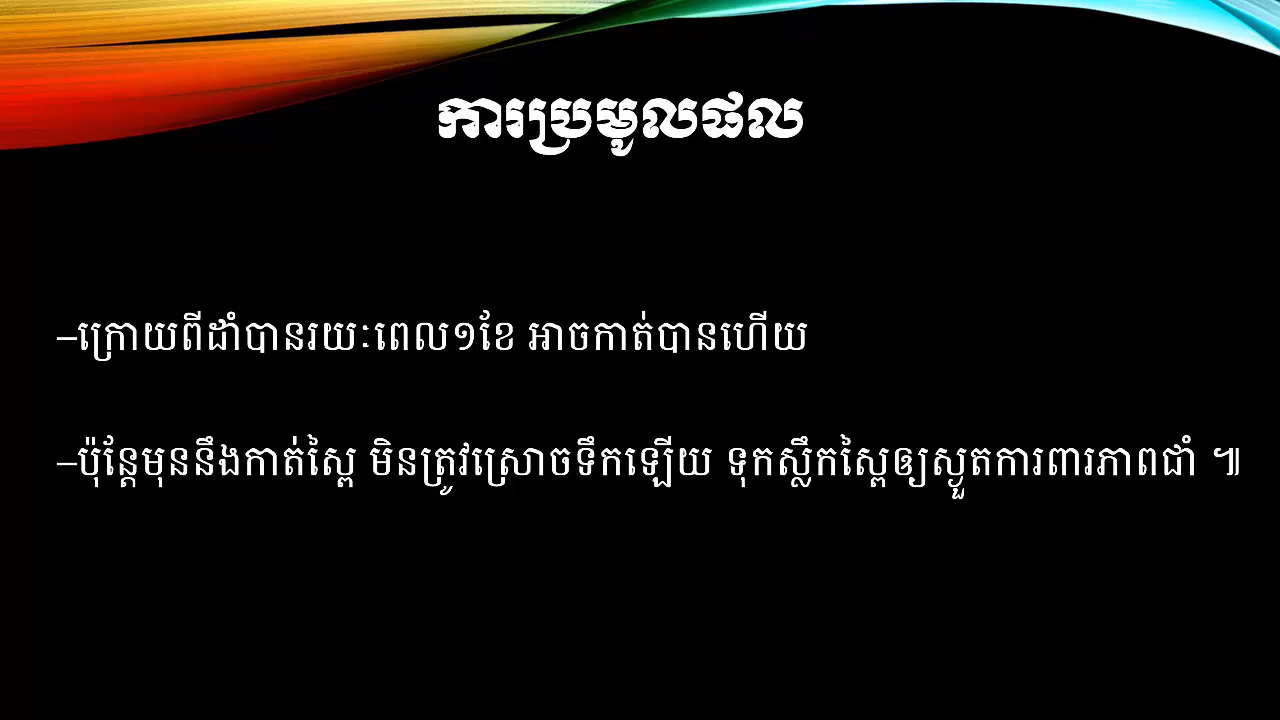 ការប្រមូលផល
–ក្រោយពីដាំបានរយៈពេល១ខែ អាចកាត់បានហើយ
–ប៉ុន្តែមុននឹងកាត់ស្ពៃ មិនត្រូវស្រោចទឹកឡើយ ទុកស្លឹកស្ពៃឲ្យស្ងួតការពារភាពជាំ ៕